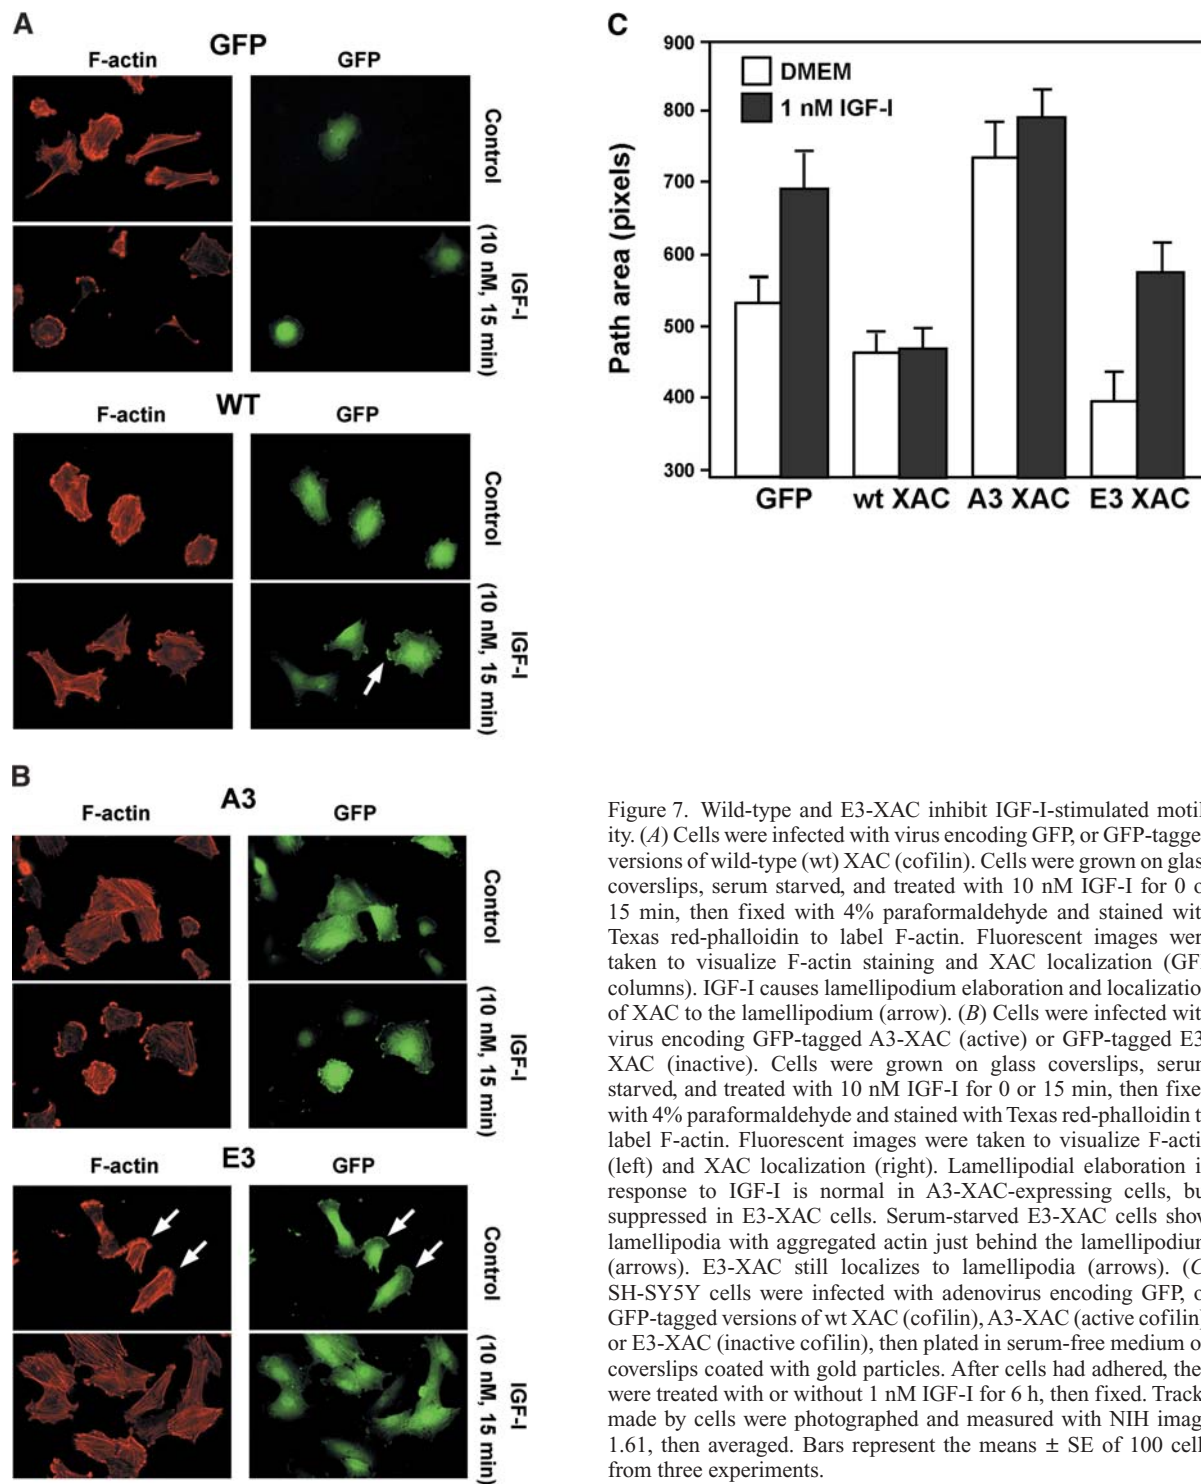 A
GFP
F-actin GFP
Control
IGF-I
(10 nM, 15 min)
WT
F-actin GFP
Control
IGF-I
(10 nM, 15 min)
B
A3
F-actin GFP
Control
IGF-I
(10 nM, 15 min)
E3
F-actin GFP
Control
IGF-I
(10 nM, 15 min)
C
Path area (pixels)
900
800
700
600
500
400
300
DMEM
1 nM IGF-I
GFP wt XAC A3 XAC E3 XAC
Figure 7. Wild-type and E3-XAC inhibit IGF-I-stimulated motil
ity. (A) Cells were infected with virus encoding GFP, or GFP-tagge
versions of wild-type (wt) XAC (cofilin). Cells were grown on glas
coverslips, serum starved, and treated with 10 nM IGF-I for 0 o
15 min, then fixed with 4% paraformaldehyde and stained wit
Texas red-phalloidin to label F-actin. Fluorescent images wer
taken to visualize F-actin staining and XAC localization (GF
columns). IGF-I causes lamellipodium elaboration and localizatio
of XAC to the lamellipodium (arrow). (B) Cells were infected wit
virus encoding GFP-tagged A3-XAC (active) or GFP-tagged E3
XAC (inactive). Cells were grown on glass coverslips, serun
starved, and treated with 10 nM IGF-I for 0 or 15 min, then fixe
with 4% paraformaldehyde and stained with Texas red-phalloidin t
label F-actin. Fluorescent images were taken to visualize F-acti
(left) and XAC localization (right). Lamellipodial elaboration i
response to IGF-I is normal in A3-XAC-expressing cells, bu
suppressed in E3-XAC cells. Serum-starved E3-XAC cells show
lamellipodia with aggregated actin just behind the lamellipodiun
(arrows). E3-XAC still localizes to lamellipodia (arrows). (C
SH-SY5Y cells were infected with adenovirus encoding GFP, o
GFP-tagged versions of wt XAC (cofilin), A3-XAC (active cofilin
or E3-XAC (inactive cofilin), then plated in serum-free medium o
coverslips coated with gold particles. After cells had adhered, the
were treated with or without 1 nM IGF-I for 6 h, then fixed. Track
made by cells were photographed and measured with NIH imag
1.61, then averaged. Bars represent the means ± SE of 100 cell
from three experiments.